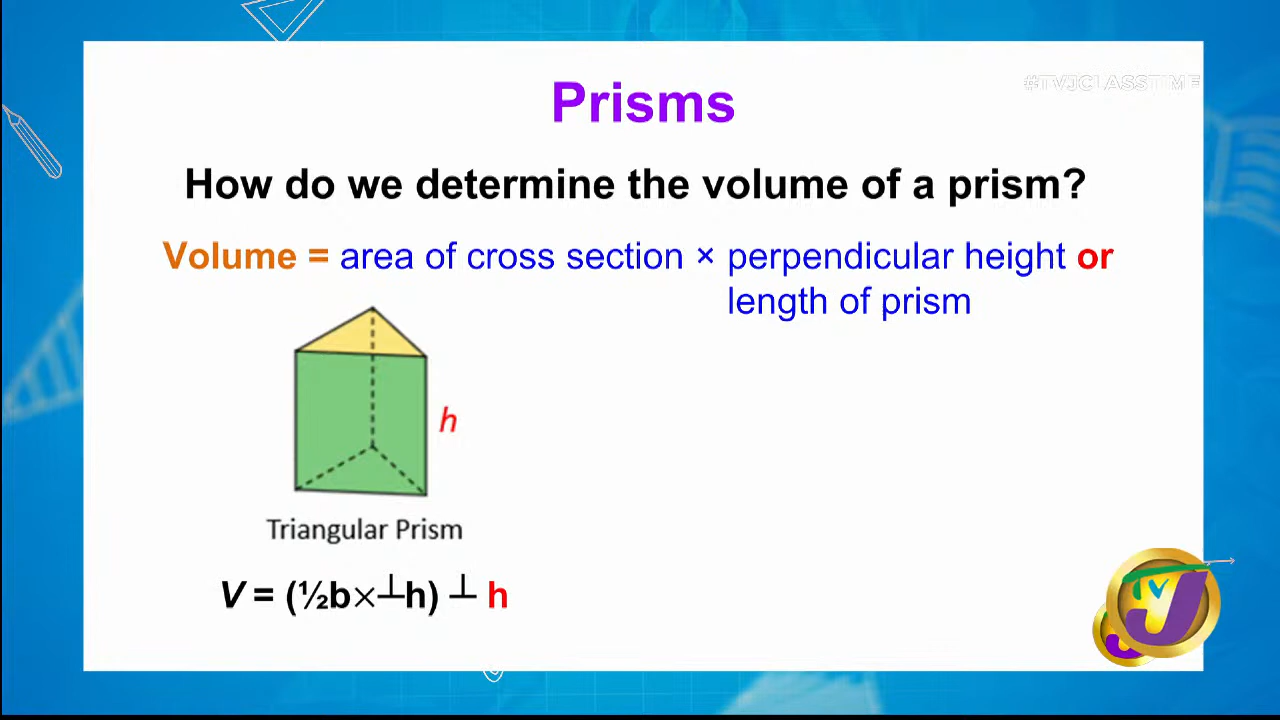 #TVJCLASSTIME
Prisms
How do we determine the volume of a prism?
Volume = area of cross section × perpendicular height or
length of prism
h
Triangular Prism
V = (½b×┴h) ┴ h
TVJ